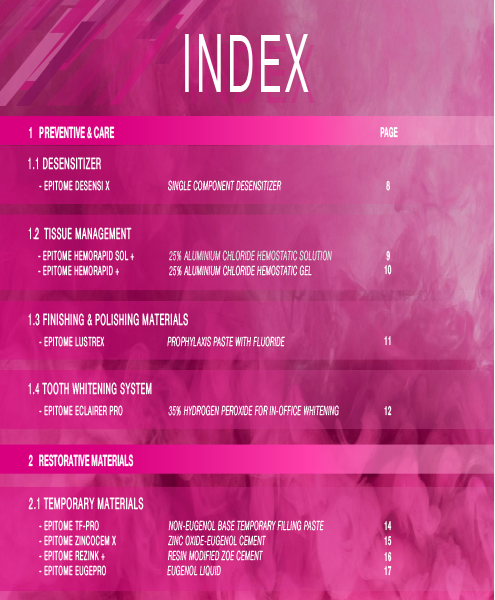 INDEX
1 PREVENTIVE & CARE PAGE
1.1 DESENSITIZER
- EPITOME DESENSI X SINGLE COMPONENT DESENSITIZER 8
1.2 TISSUE MANAGEMENT
- EPITOME HEMORAPID SOL + 25% ALUMINIUM CHLORIDE HEMOSTATIC SOLUTION 9
- EPITOME HEMORAPID + 25% ALUMINIUM CHLORIDE HEMOSTATIC GEL 10
1.3 FINISHING & POLISHING MATERIALS
- EPITOME LUSTREX PROPHYLAXIS PASTE WITH FLUORIDE 11
1.4 TOOTH WHITENING SYSTEM
- EPITOME ECLAIRER PRO 35% HYDROGEN PEROXIDE FOR IN-OFFICE WHITENING 12
2 RESTORATIVE MATERIALS
2.1 TEMPORARY MATERIALS
- EPITOME TF-PRO NON-EUGENOL BASE TEMPORARY FILLING PASTE 14
- EPITOME ZINCOCEM X ZINC OXIDE-EUGENOL CEMENT 15
- EPITOME REZINK + RESIN MODIFIED ZOE CEMENT 16
- EPITOME EUGEPRO EUGENOL LIQUID 17